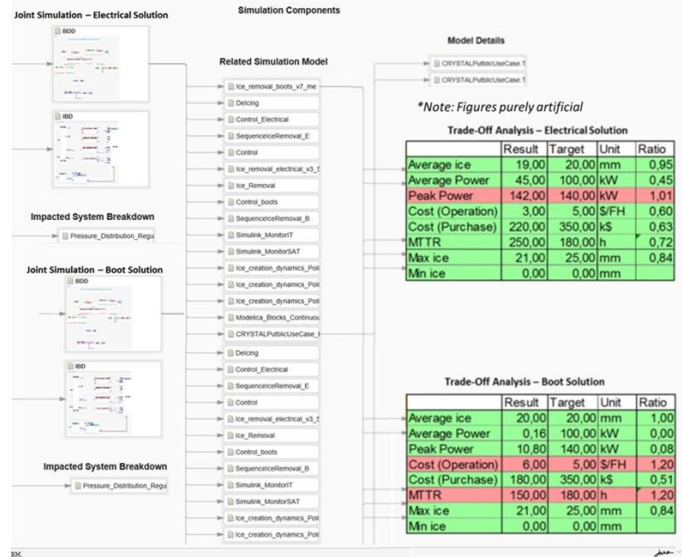 Joint Simulation – Electrical Solution
BDD
IBD
Impacted System Breakdown
Pressure_Distribution_Regu
Joint Simulation – Boot Solution
BDD
IBD
Impacted System Breakdown
Pressure_Distribution_Regu
Simulation Components
Related Simulation Model
Ice_removal_boots_v7_me
Deicing
Control_Electrical
SequenceIceRemoval_E
Control
Ice_removal_electrical_v3_f
Ice_Removal
Control_boots
SequenceIceRemoval_B
Simulink_MonitorIT
Simulink_MonitorSAT
Ice_creation_dynamics_Poli
Ice_creation_dynamics_Poli
Ice_creation_dynamics_Poli
Modelica_Blocks_Continuou
CRYSTALPutblicUseCase_I
Deicing
Control_Electrical
SequenceIceRemoval_E
Control
Ice_removal_electrical_v3_f
Ice_Removal
Control_boots
SequenceIceRemoval_B
Simulink_MonitorIT
Simulink_MonitorSAT
Ice_creation_dynamics_Poli
Ice_creation_dynamics_Poli
Model Details
CRYSTALPutblicUseCase.T
CRYSTALPutblicUseCase.T
*Note: Figures purely artificial
Trade-Off Analysis – Electrical Solution
Result Target Unit Ratio
Average ice 19,00 20,00 mm 0,95
Average Power 45,00 100,00 kW 0,45
Peak Power 142,00 140,00 kW 1,01
Cost (Operation) 3,00 5,00 $/FH 0,60
Cost (Purchase) 220,00 350,00 k$ 0,63
MTTR 250,00 180,00 h 0,72
Max ice 21,00 25,00 mm 0,84
Min ice 0,00 0,00 mm
Trade-Off Analysis – Boot Solution
Result Target Unit Ratio
Average ice 20,00 20,00 mm 1,00
Average Power 0,16 100,00 kW 0,00
Peak Power 10,80 140,00 kW 0,08
Cost (Operation) 6,00 5,00 $/FH 1,20
Cost (Purchase) 180,00 350,00 k$ 0,51
MTTR 150,00 180,00 h 1,20
Max ice 21,00 25,00 mm 0,84
Min ice 0,00 0,00 mm